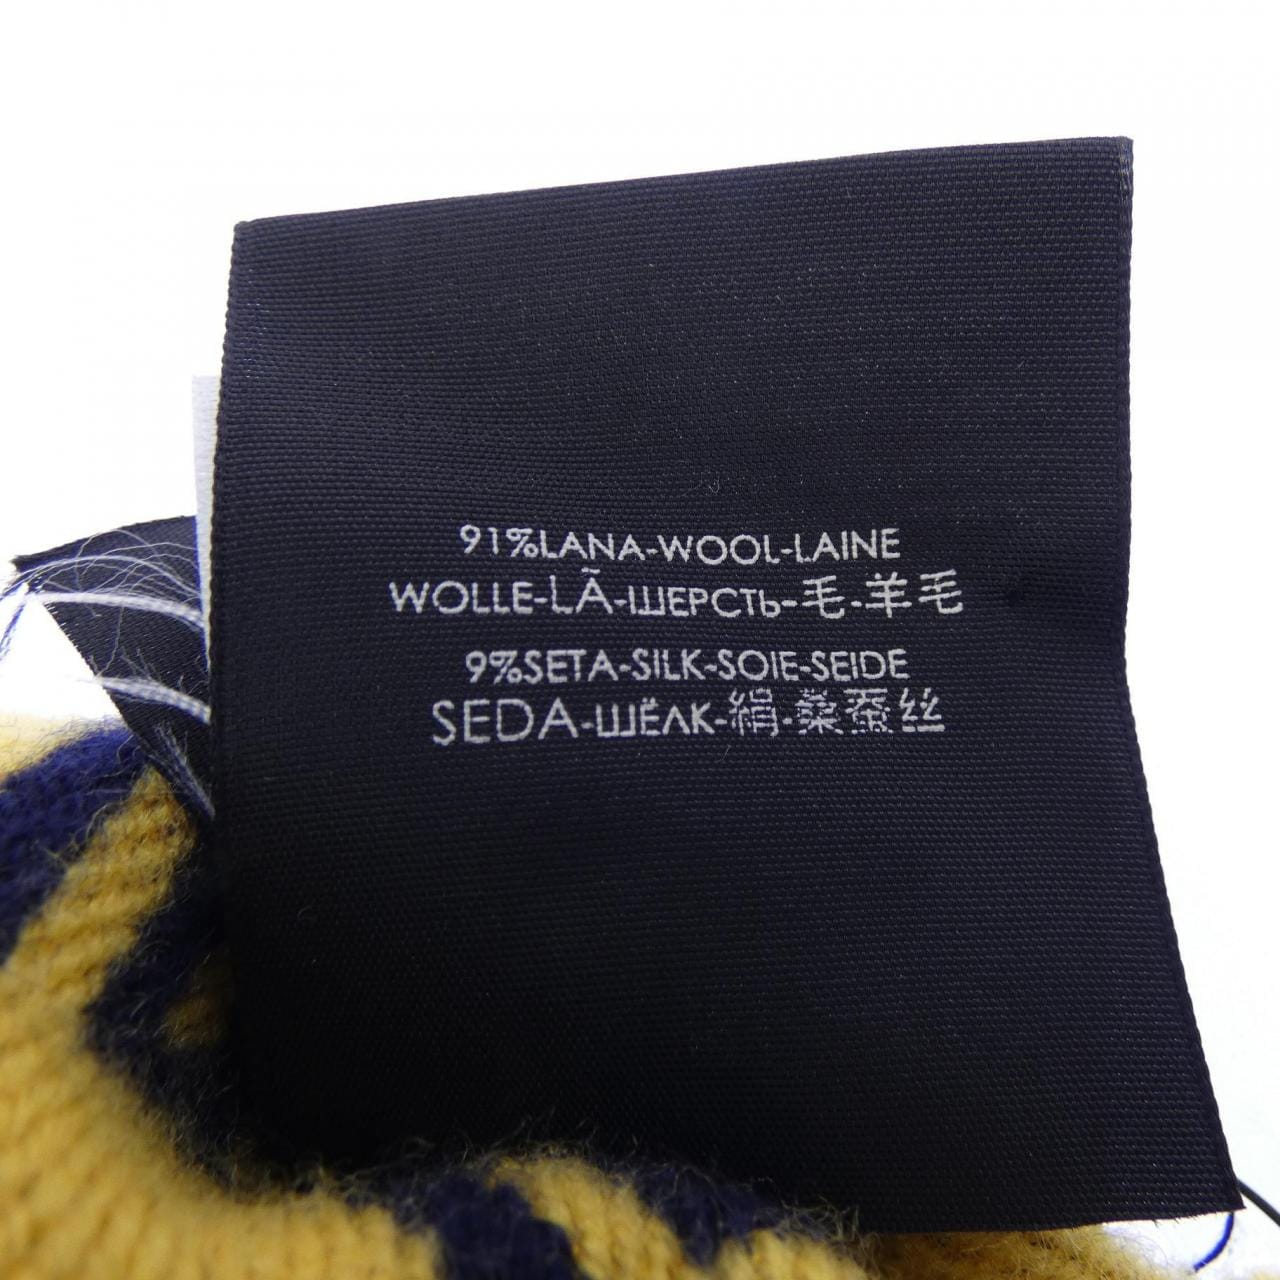 91%LANA-WOOL-LAINE
WOLLE-LÃ-ШЕРСТЬ-毛-羊毛
9%SETA-SILK-SOIE-SEIDE
SEDA-ШЁЛК-絹-桑蚕丝